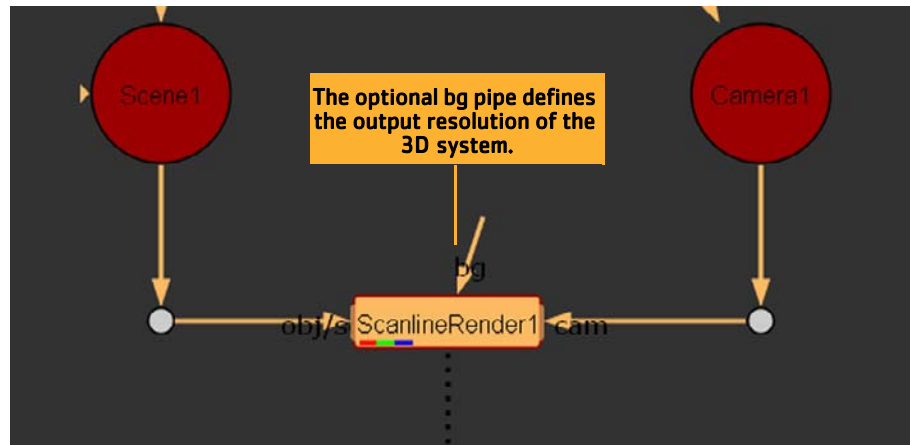 Scene1
Camera1
The optional bg pipe defines
the output resolution of the
3D system.
bg
obj/s
ScanlineRender1
cam